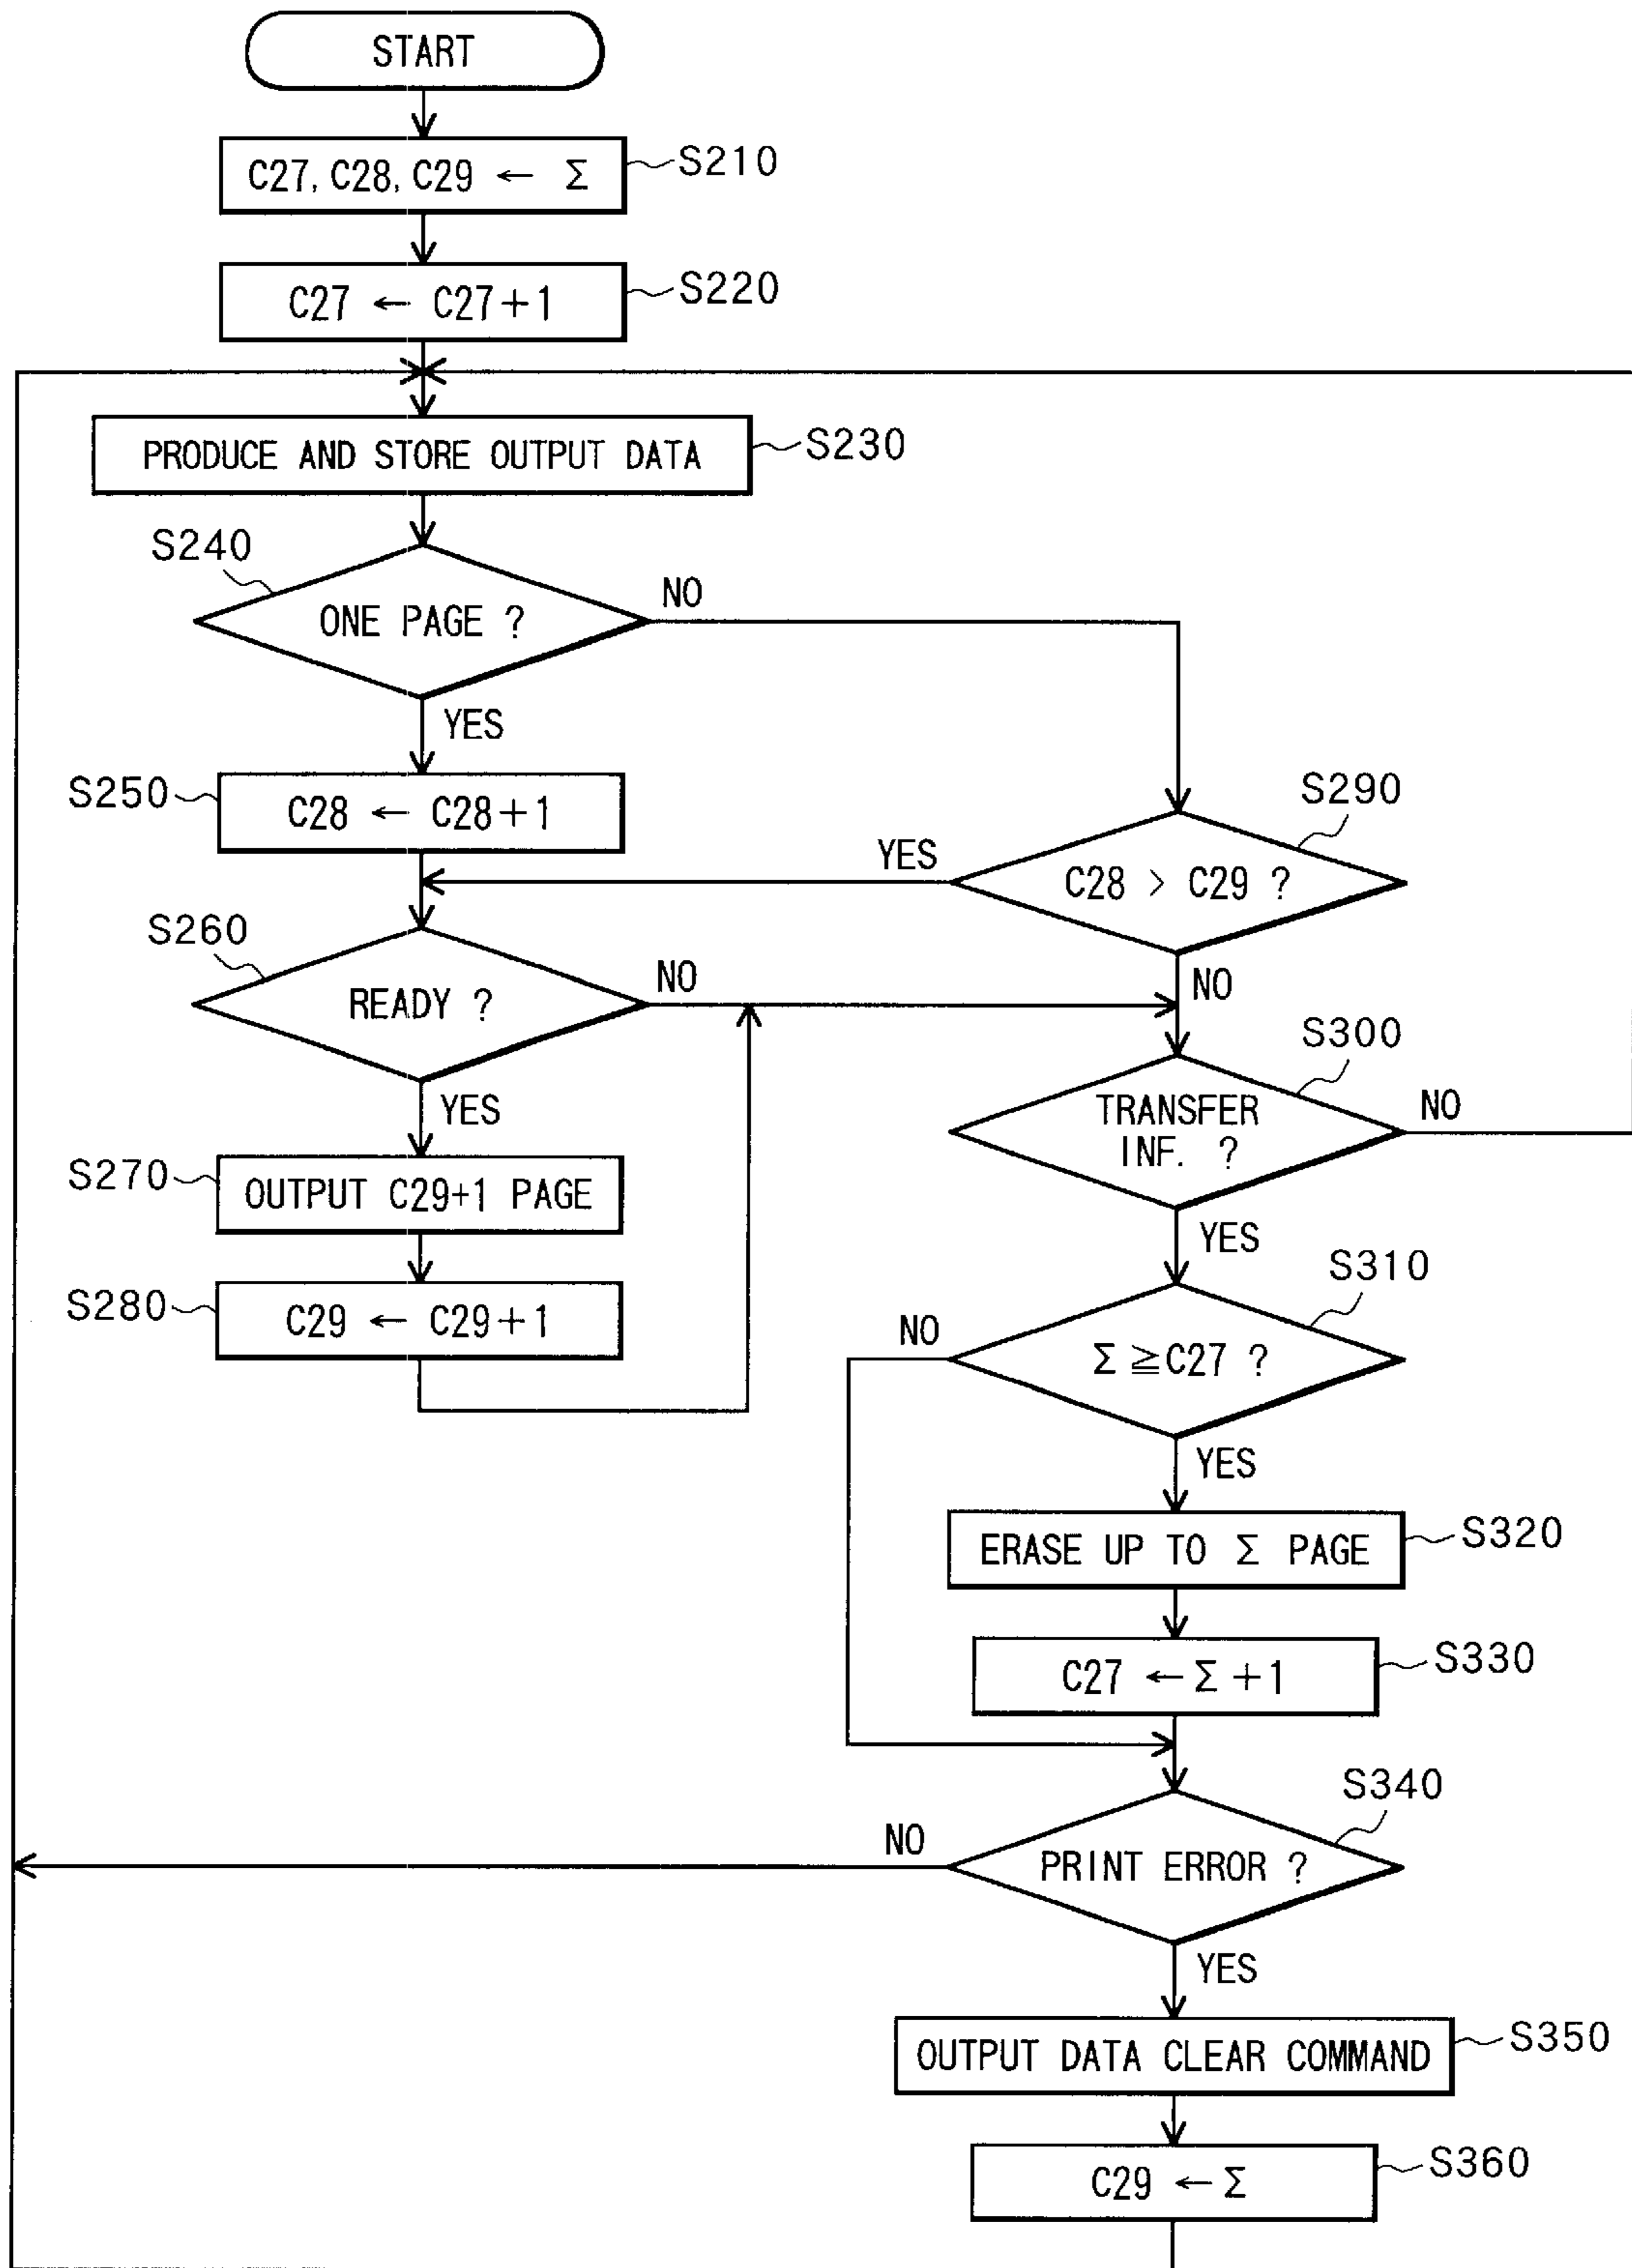 START
C27, C28, C29 ← Σ
S210
C27 ← C27+1
S220
PRODUCE AND STORE OUTPUT DATA
S230
S240
ONE PAGE ?
NO
YES
S250
C28 ← C28+1
S290
C28 > C29 ?
YES
NO
S260
READY ?
NO
YES
S270
OUTPUT C29+1 PAGE
S280
C29 ← C29+1
S300
TRANSFER
INF. ?
NO
YES
S310
Σ ≧ C27 ?
NO
YES
ERASE UP TO Σ PAGE
S320
C27 ← Σ +1
S330
S340
PRINT ERROR ?
NO
YES
OUTPUT DATA CLEAR COMMAND
S350
C29 ← Σ
S360